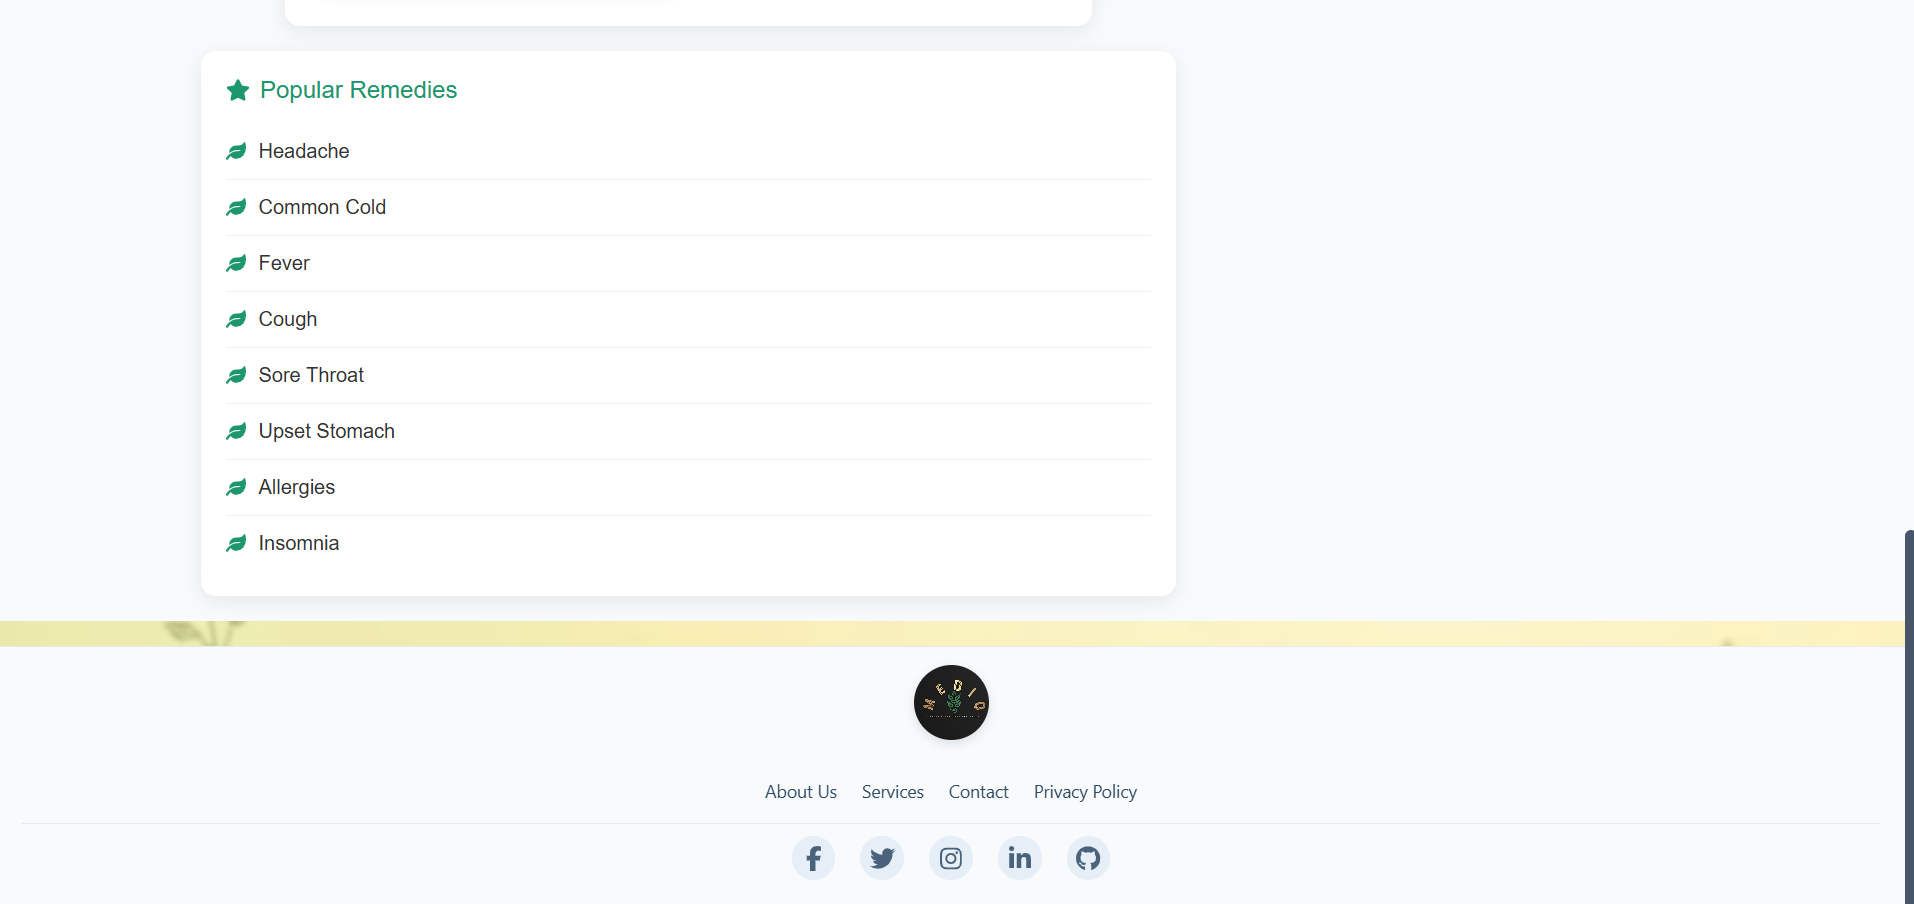 Popular Remedies
Headache
Common Cold
Fever
Cough
Sore Throat
Upset Stomach
Allergies
Insomnia
MEDIC
About Us Services Contact Privacy Policy